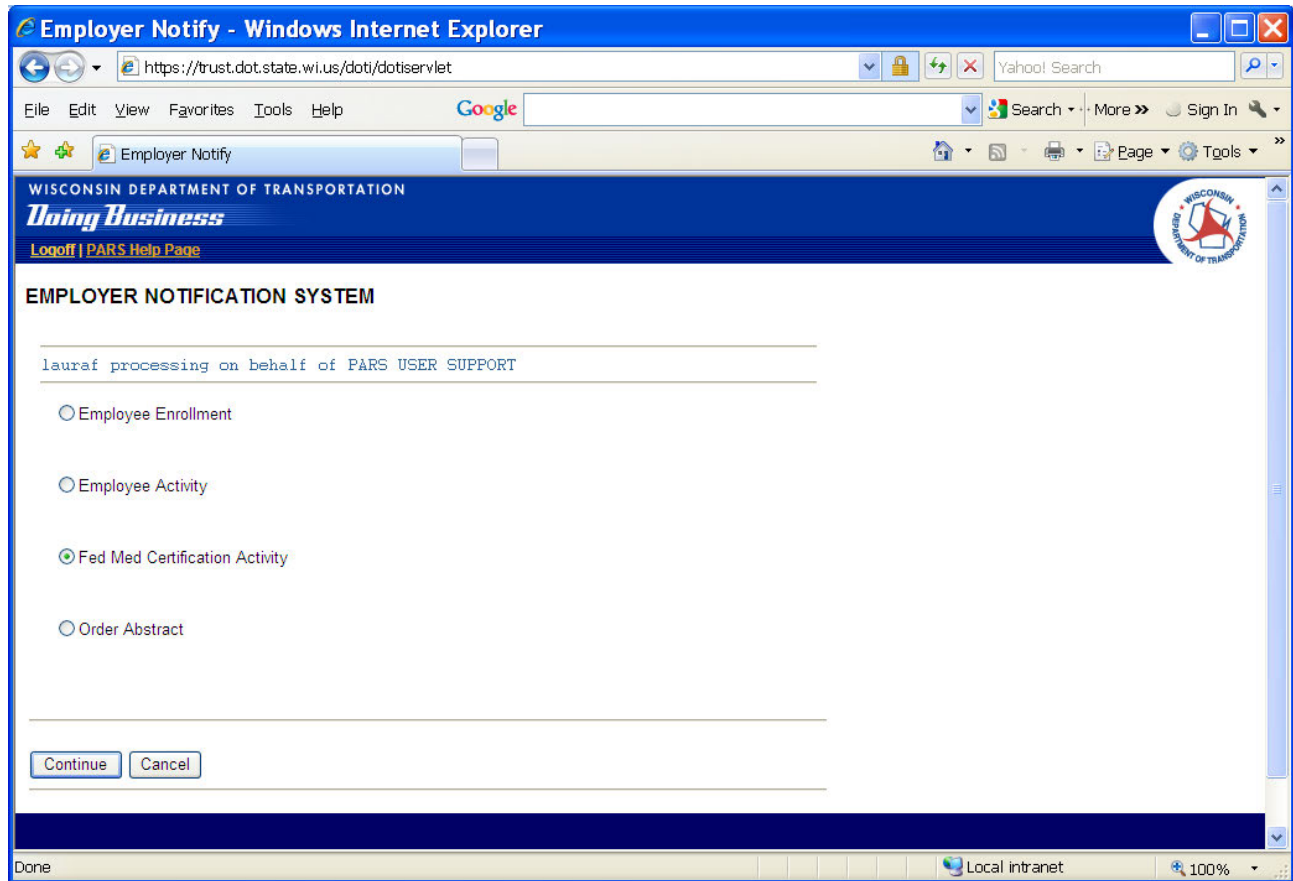 Employer Notify - Windows Internet Explorer
https://trust.dot.state.wi.us/doti/dotiservlet
Yahoo! Search
File Edit View Favorites Tools Help Google Search More » Sign In
Employer Notify Page Tools »
WISCONSIN DEPARTMENT OF TRANSPORTATION
Doing Business
WISCONSIN DEPARTMENT OF TRANSPORTATION
Logoff | PARS Help Page
EMPLOYER NOTIFICATION SYSTEM
lauraf processing on behalf of PARS USER SUPPORT
Employee Enrollment
Employee Activity
Fed Med Certification Activity
Order Abstract
Continue Cancel
Done Local intranet 100%